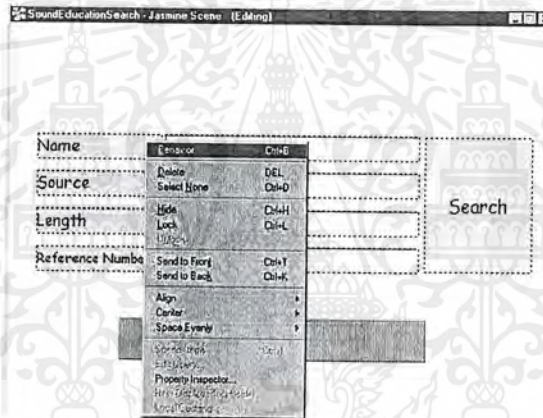 SoundEducationSearch - Jasmine Scene (Editing)
Name
Source
Length
Reference Numbe
Search
Behavior Ctrl+B
Delete DEL
Select None Ctrl+D
Hide Ctrl+H
Lock Ctrl+L
Send to Front Ctrl+T
Send to Back Ctrl+K
Align
Center
Space Evenly
Property Inspector...